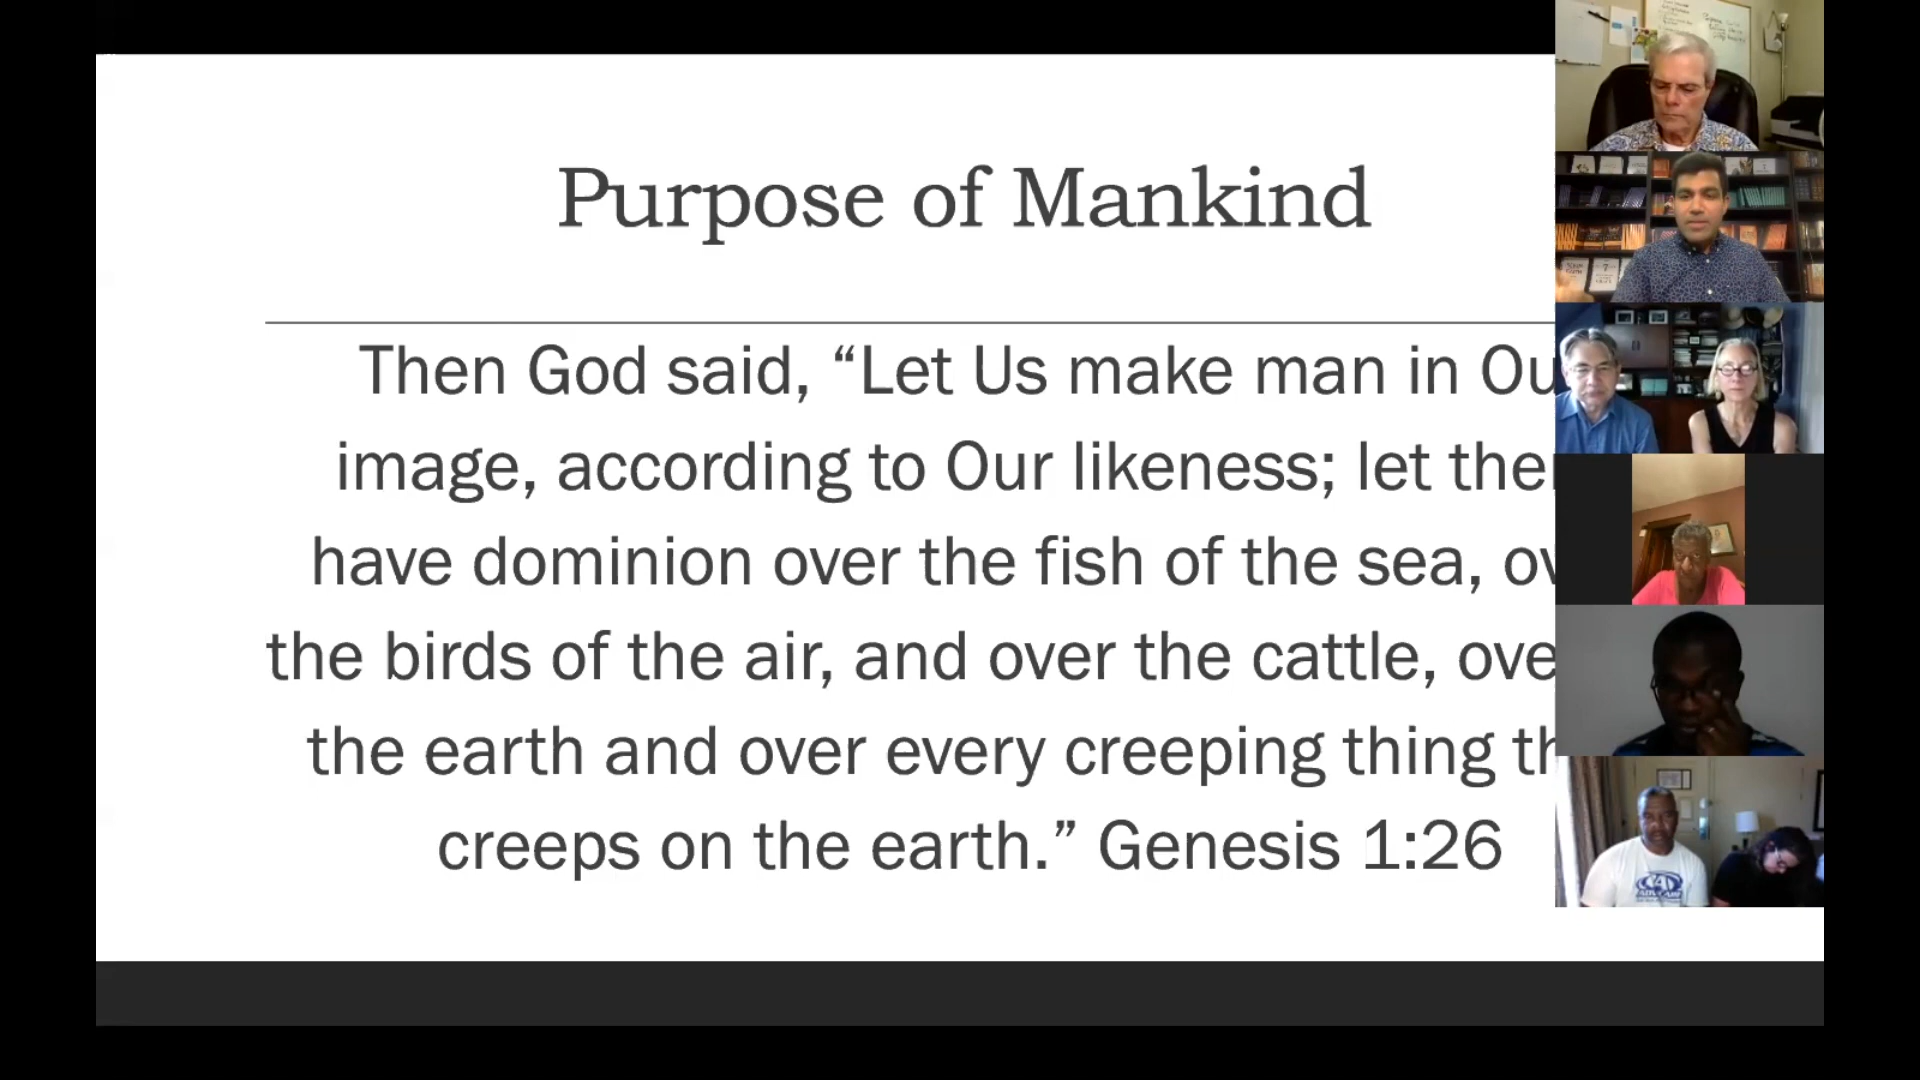 Purpose of Mankind
Then God said, “Let Us make man in Ou
image, according to Our likeness; let the
have dominion over the fish of the sea, ov
the birds of the air, and over the cattle, ove
the earth and over every creeping thing th
creeps on the earth.” Genesis 1:26